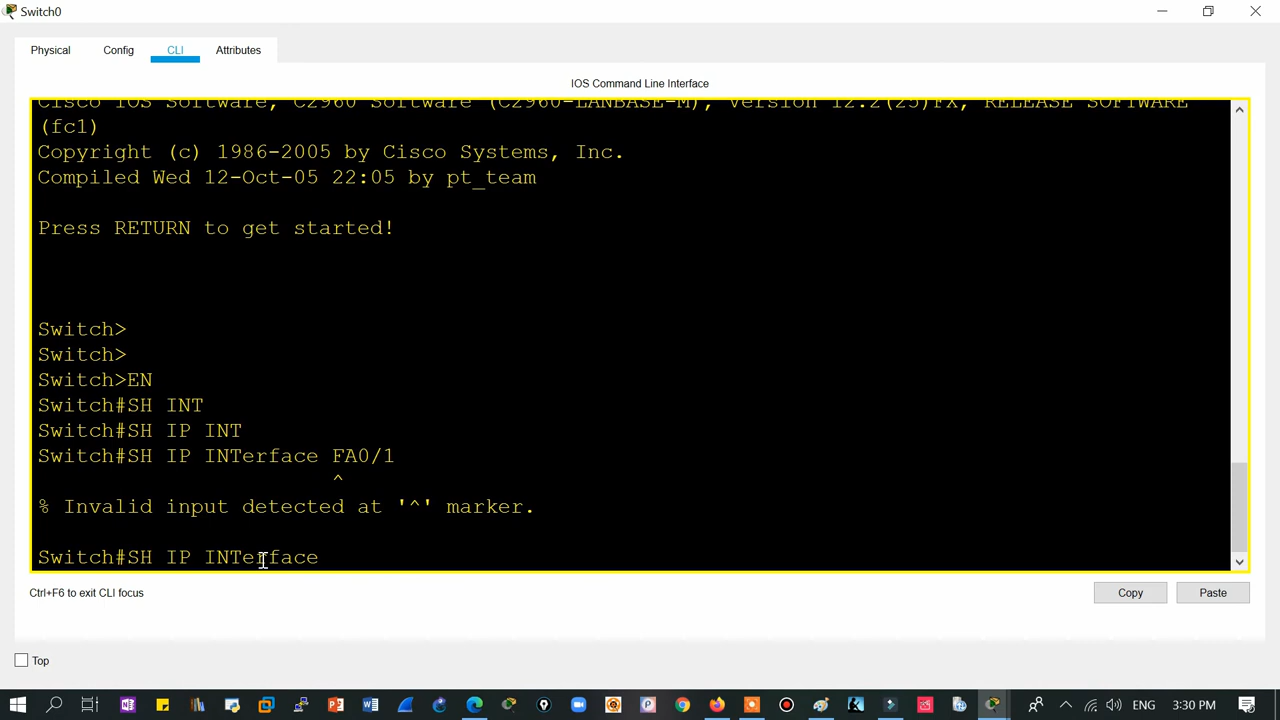 Switch0
Physical Config CLI Attributes
IOS Command Line Interface
Cisco IOS Software, C2960 Software (C2960-LANBASE-M), Version 12.2(25)FX, RELEASE SOFTWARE
(fc1)
Copyright (c) 1986-2005 by Cisco Systems, Inc.
Compiled Wed 12-Oct-05 22:05 by pt_team
Press RETURN to get started!
Switch>
Switch>
Switch>EN
Switch#SH INT
Switch#SH IP INT
Switch#SH IP INTerface FA0/1
^
% Invalid input detected at '^' marker.
Switch#SH IP INTerface
Ctrl+F6 to exit CLI focus
Copy Paste
Top
ENG 3:30 PM